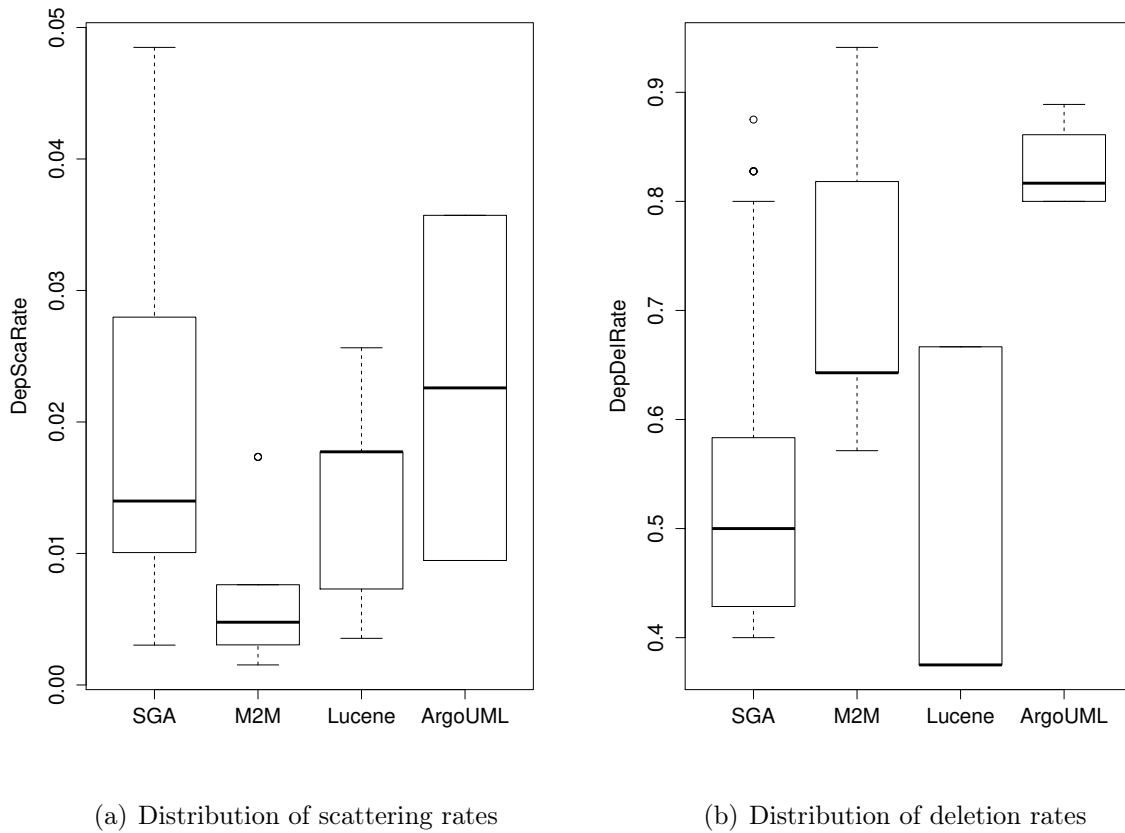 DepScaRate
0.05
0.04
0.03
0.02
0.01
0.00
SGA M2M Lucene ArgoUML
(a) Distribution of scattering rates
DepDelRate
0.9
0.8
0.7
0.6
0.5
0.4
SGA M2M Lucene ArgoUML
(b) Distribution of deletion rates